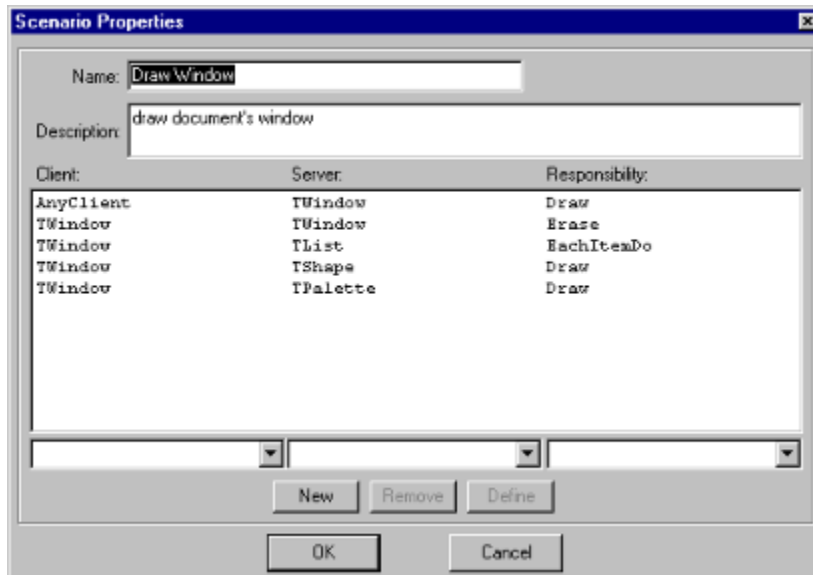 Scenario Properties
Name: Draw Window
Description: draw document's window
Client: Server: Responsibility:
AnyClient TWindow Draw
TWindow TWindow Erase
TWindow TList EachItemDo
TWindow TShape Draw
TWindow TPalette Draw
New Remove Define
OK Cancel